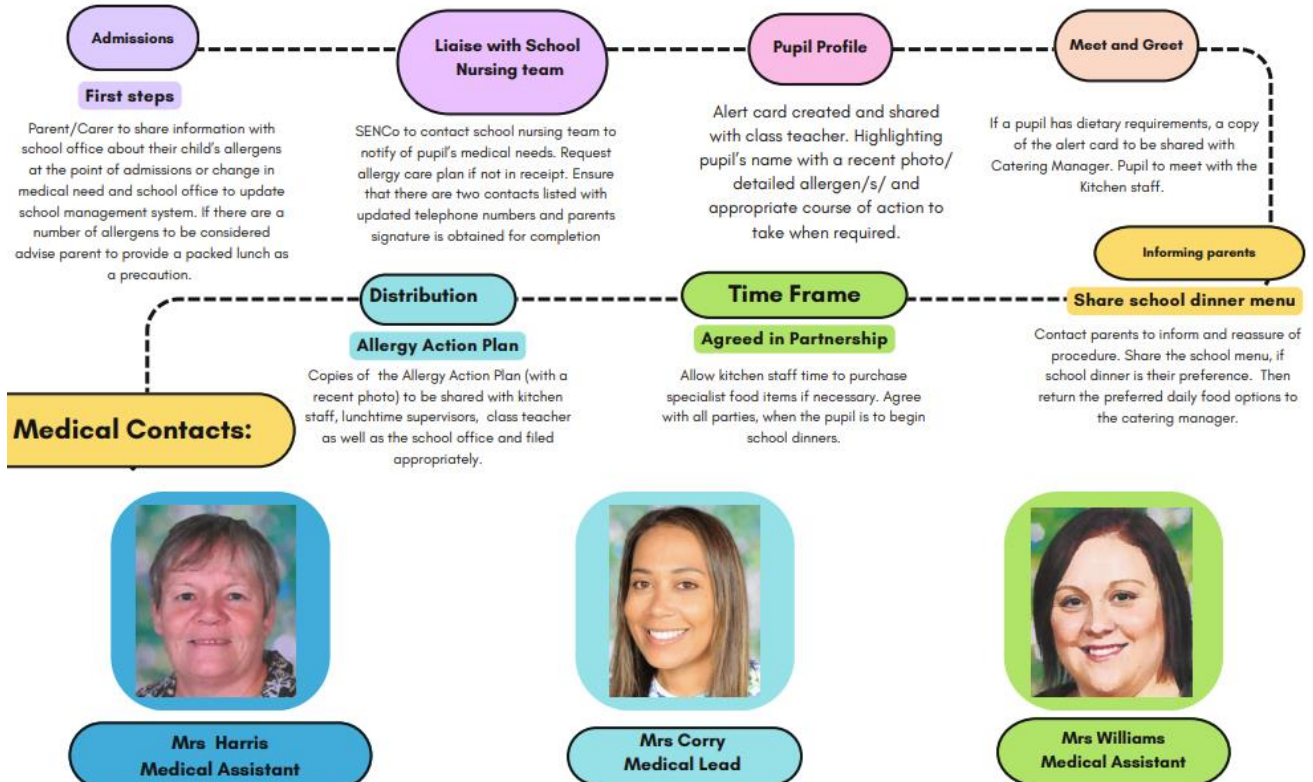 Admissions
First steps
Parent/Carer to share information with
school office about their child's allergens
at the point of admissions or change in
medical need and school office to update
school management system. If there are a
number of allergens to be considered
advise parent to provide a packed lunch as
a precaution.
Liaise with School
Nursing team
SENCo to contact school nursing team to
notify of pupil's medical needs. Request
allergy care plan if not in receipt. Ensure
that there are two contacts listed with
updated telephone numbers and parents
signature is obtained for completion
Pupil Profile
Alert card created and shared
with class teacher. Highlighting
pupil's name with a recent photo/
detailed allergen/s/ and
appropriate course of action to
take when required.
Meet and Greet
If a pupil has dietary requirements, a copy
of the alert card to be shared with
Catering Manager. Pupil to meet with the
Kitchen staff.
Informing parents
Share school dinner menu
Contact parents to inform and reassure of
procedure. Share the school menu, if
school dinner is their preference. Then
return the preferred daily food options to
the catering manager.
Time Frame
Agreed in Partnership
Allow kitchen staff time to purchase
specialist food items if necessary. Agree
with all parties, when the pupil is to begin
school dinners.
Distribution
Allergy Action Plan
Copies of the Allergy Action Plan (with a
recent photo) to be shared with kitchen
staff, lunchtime supervisors, class teacher
as well as the school office and filed
appropriately.
Medical Contacts:
Mrs Harris
Medical Assistant
Mrs Corry
Medical Lead
Mrs Williams
Medical Assistant